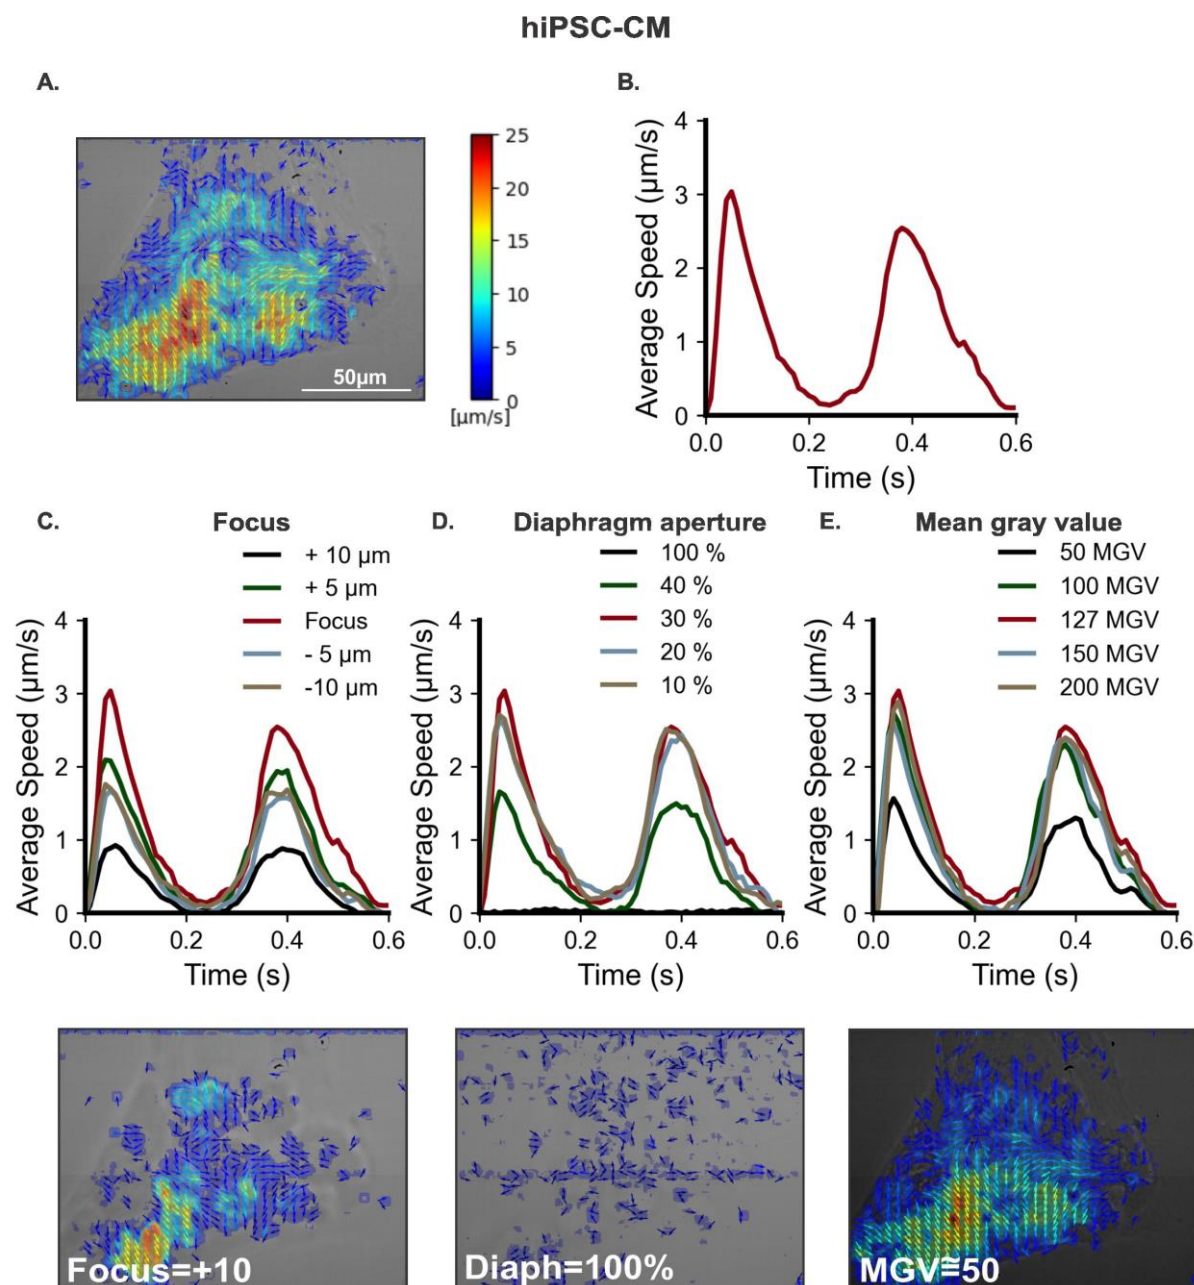 hiPSC-CM
A.
25
20
15
10
5
0
[µm/s]
50µm
B.
Average Speed (µm/s)
4
3
2
1
0
0.0 0.2 0.4 0.6
Time (s)
C. Focus
+ 10 µm
+ 5 µm
Focus
- 5 µm
-10 µm
Average Speed (µm/s)
4
3
2
1
0
0.0 0.2 0.4 0.6
Time (s)
Focus=+10
D. Diaphragm aperture
100 %
40 %
30 %
20 %
10 %
Average Speed (µm/s)
4
3
2
1
0
0.0 0.2 0.4 0.6
Time (s)
Diaph=100%
E. Mean gray value
50 MGV
100 MGV
127 MGV
150 MGV
200 MGV
Average Speed (µm/s)
4
3
2
1
0
0.0 0.2 0.4 0.6
Time (s)
MGV≅50